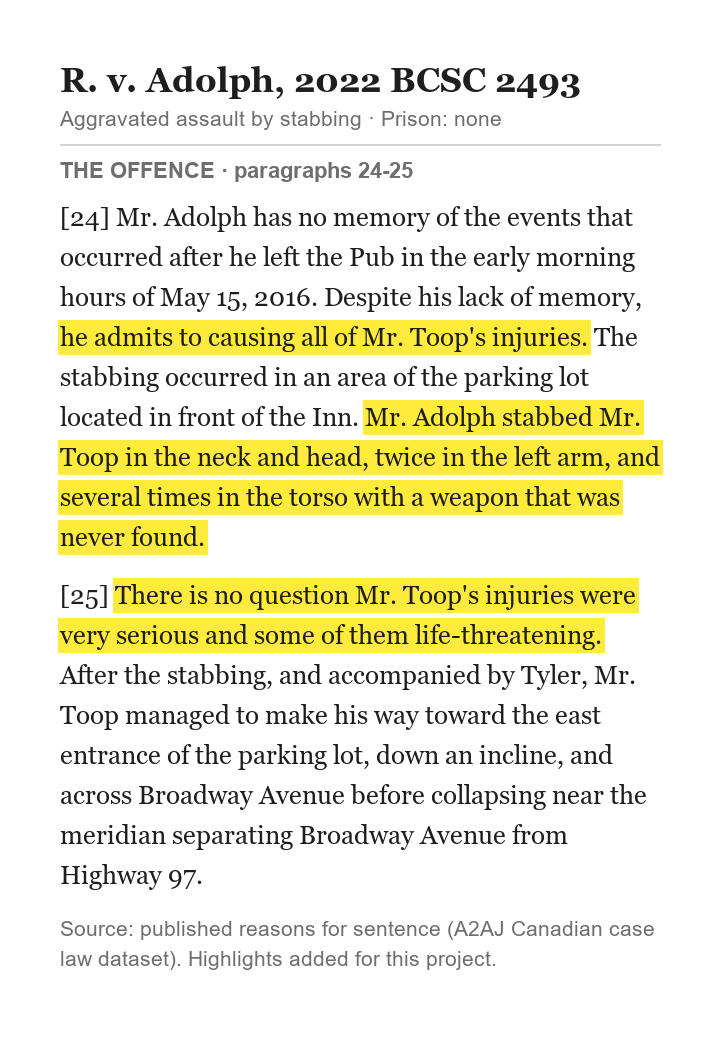 R. v. Adolph, 2022 BCSC 2493
Aggravated assault by stabbing · Prison: none
THE OFFENCE · paragraphs 24-25
[24] Mr. Adolph has no memory of the events that
occurred after he left the Pub in the early morning
hours of May 15, 2016. Despite his lack of memory,
he admits to causing all of Mr. Toop's injuries. The
stabbing occurred in an area of the parking lot
located in front of the Inn. Mr. Adolph stabbed Mr.
Toop in the neck and head, twice in the left arm, and
several times in the torso with a weapon that was
never found.
[25] There is no question Mr. Toop's injuries were
very serious and some of them life-threatening.
After the stabbing, and accompanied by Tyler, Mr.
Toop managed to make his way toward the east
entrance of the parking lot, down an incline, and
across Broadway Avenue before collapsing near the
meridian separating Broadway Avenue from
Highway 97.
Source: published reasons for sentence (A2AJ Canadian case
law dataset). Highlights added for this project.